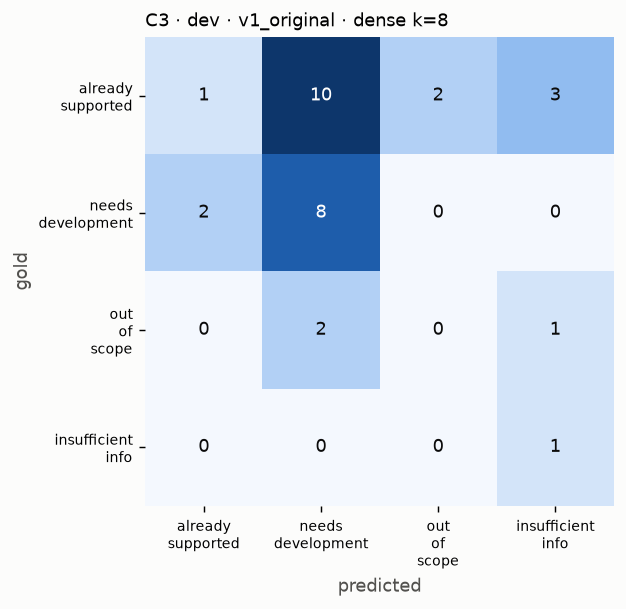 C3 · dev · v1_original · dense k=8
already
supported
1 10 2 3
needs
development
2 8 0 0
gold
out
of
scope
0 2 0 1
insufficient
info
0 0 0 1
already
supported
needs
development
out
of
scope
insufficient
info
predicted